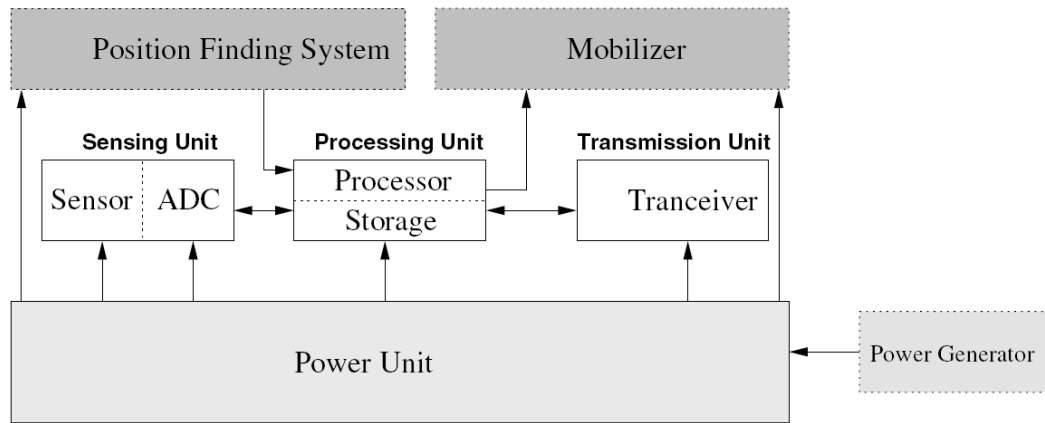 Position Finding System
Mobilizer
Sensing Unit
Processing Unit
Transmission Unit
Sensor
ADC
Processor
Storage
Tranceiver
Power Unit
Power Generator